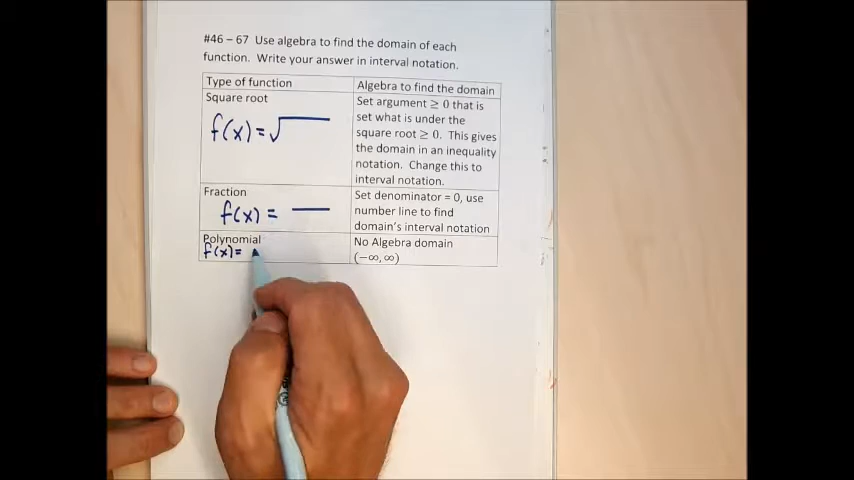 #46 – 67 Use algebra to find the domain of each
function. Write your answer in interval notation.
Type of function
Algebra to find the domain
Square root
f(x) = √
Set argument ≥ 0 that is
set what is under the
square root ≥ 0. This gives
the domain in an inequality
notation. Change this to
interval notation.
Fraction
f(x) = —
Set denominator = 0, use
number line to find
domain's interval notation
Polynomial
f(x) =
No Algebra domain
(−∞, ∞)